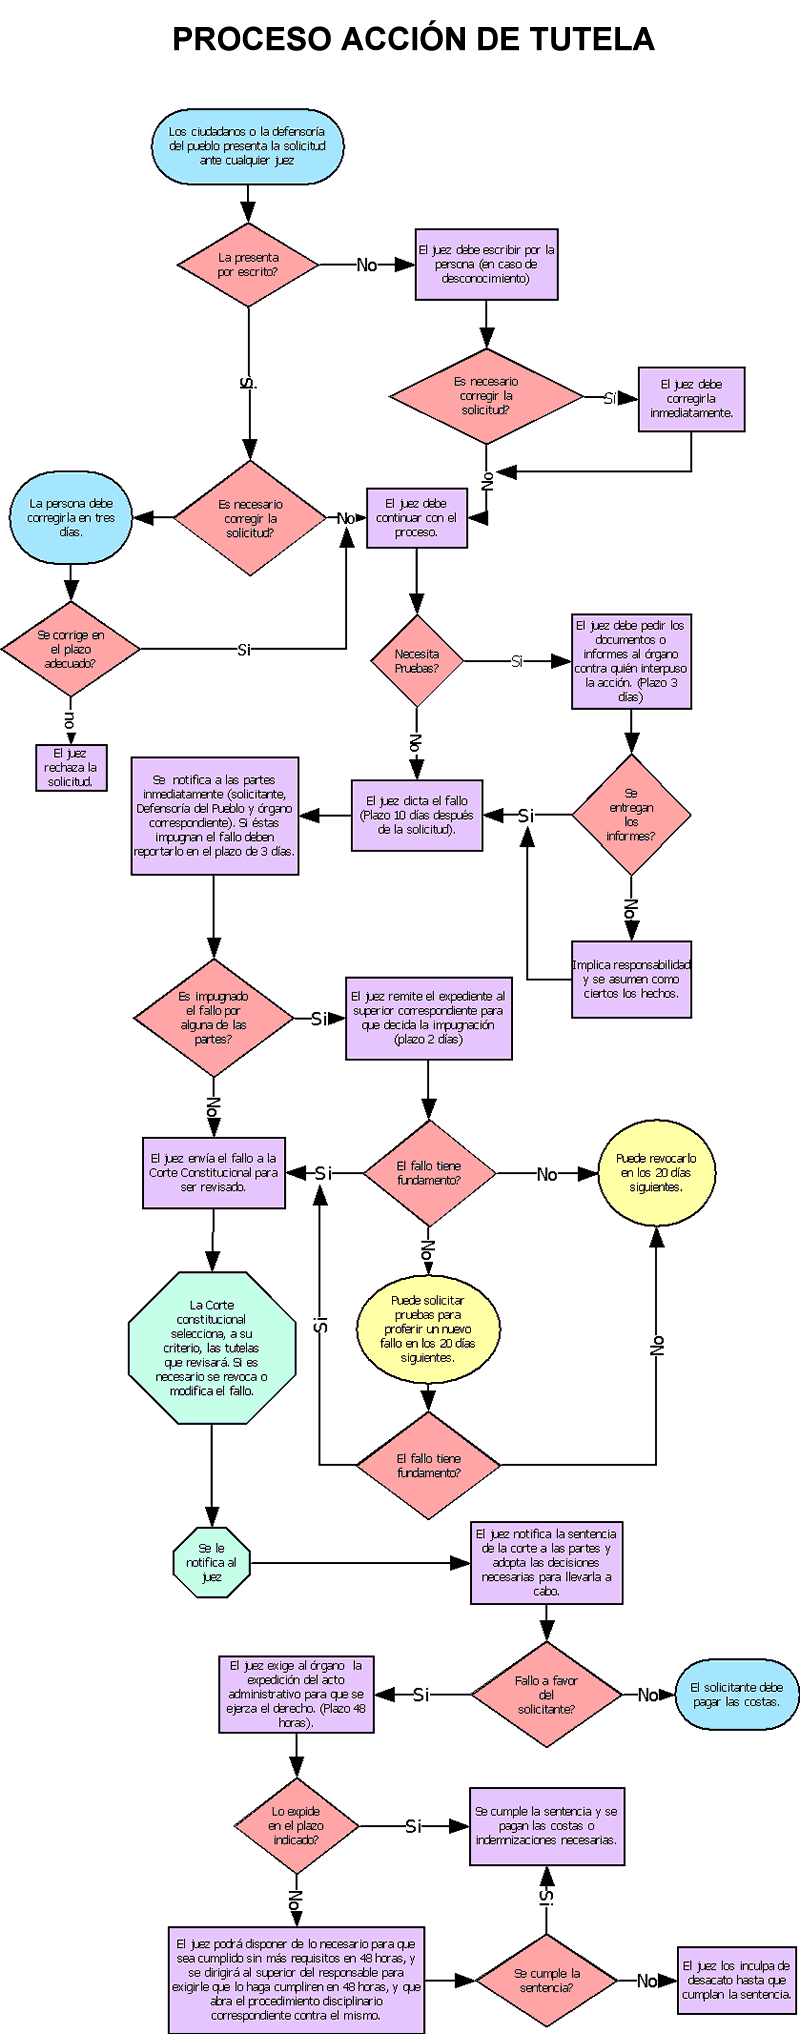 PROCESO ACCIÓN DE TUTELA
Los ciudadanos o la defensoría
del pueblo presenta la solicitud
ante cualquier juez
La presenta
por escrito?
No
El juez debe escribir por la
persona (en caso de
desconocimiento)
Si
Es necesario
corregir la
solicitud?
Si
El juez debe
corregirla
inmediatamente.
No
La persona debe
corregirla en tres
días.
Es necesario
corregir la
solicitud?
No
El juez debe
continuar con el
proceso.
Se corrige en
el plazo
adecuado?
Si
no
El juez
rechaza la
solicitud.
Necesita
Pruebas?
Si
El juez debe pedir los
documentos o
informes al órgano
contra quién interpuso
la acción. (Plazo 3
días)
No
Se notifica a las partes
inmediatamente (solicitante,
Defensoría del Pueblo y órgano
correspondiente). Si éstas
impugnan el fallo deben
reportarlo en el plazo de 3 días.
El juez dicta el fallo
(Plazo 10 días después
de la solicitud).
Si
Se
entregan
los
informes?
No
Implica responsabilidad
y se asumen como
ciertos los hechos.
Es impugnado
el fallo por
alguna de las
partes?
Si
El juez remite el expediente al
superior correspondiente para
que decida la impugnación
(plazo 2 días)
No
El juez envía el fallo a la
Corte Constitucional para
ser revisado.
Si
El fallo tiene
fundamento?
No
Puede revocarlo
en los 20 días
siguientes.
No
La Corte
constitucional
selecciona, a su
criterio, las tutelas
que revisará. Si es
necesario se revoca o
modifica el fallo.
Si
Puede solicitar
pruebas para
proferir un nuevo
fallo en los 20 días
siguientes.
No
El fallo tiene
fundamento?
Se le
notifica al
juez
El juez notifica la sentencia
de la corte a las partes y
adopta las decisiones
necesarias para llevarla a
cabo.
El juez exige al órgano la
expedición del acto
administrativo para que se
ejerza el derecho. (Plazo 48
horas).
Si
Fallo a favor
del
solicitante?
No
El solicitante debe
pagar las costas.
Lo expide
en el plazo
indicado?
Si
Se cumple la sentencia y se
pagan las costas o
indemnizaciones necesarias.
No
Si
El juez podrá disponer de lo necesario para que
sea cumplido sin más requisitos en 48 horas, y
se dirigirá al superior del responsable para
exigirle que lo haga cumpliren 48 horas, y que
abra el procedimiento disciplinario
correspondiente contra el mismo.
Se cumple la
sentencia?
No
El juez los inculpa de
desacato hasta que
cumplan la sentencia.